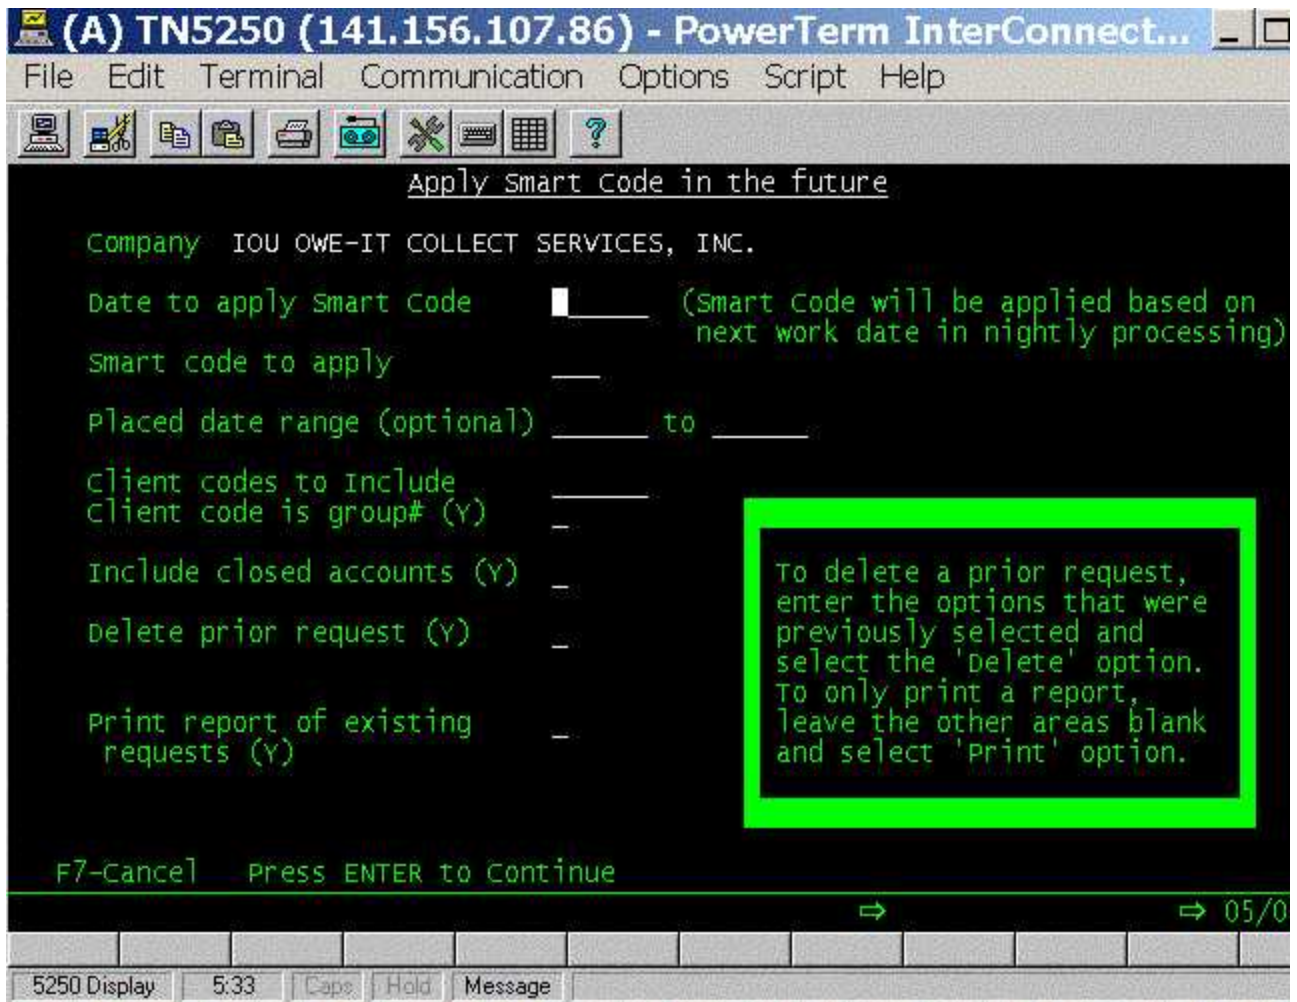 (A) TN5250 (141.156.107.86) - PowerTerm InterConnect...
File Edit Terminal Communication Options Script Help
Apply Smart Code in the future
Company IOU OWE-IT COLLECT SERVICES, INC.
Date to apply Smart Code ______ (Smart Code will be applied based on
next work date in nightly processing)
Smart code to apply ___
Placed date range (optional) ______ to ______
Client codes to Include ______
Client code is group# (Y) _
Include closed accounts (Y) _
Delete prior request (Y) _
Print report of existing _
requests (Y)
To delete a prior request,
enter the options that were
previously selected and
select the 'Delete' option.
To only print a report,
leave the other areas blank
and select 'Print' option.
F7-Cancel Press ENTER to Continue
⇒ ⇒ 05/0
5250 Display 5:33 Caps Hold Message